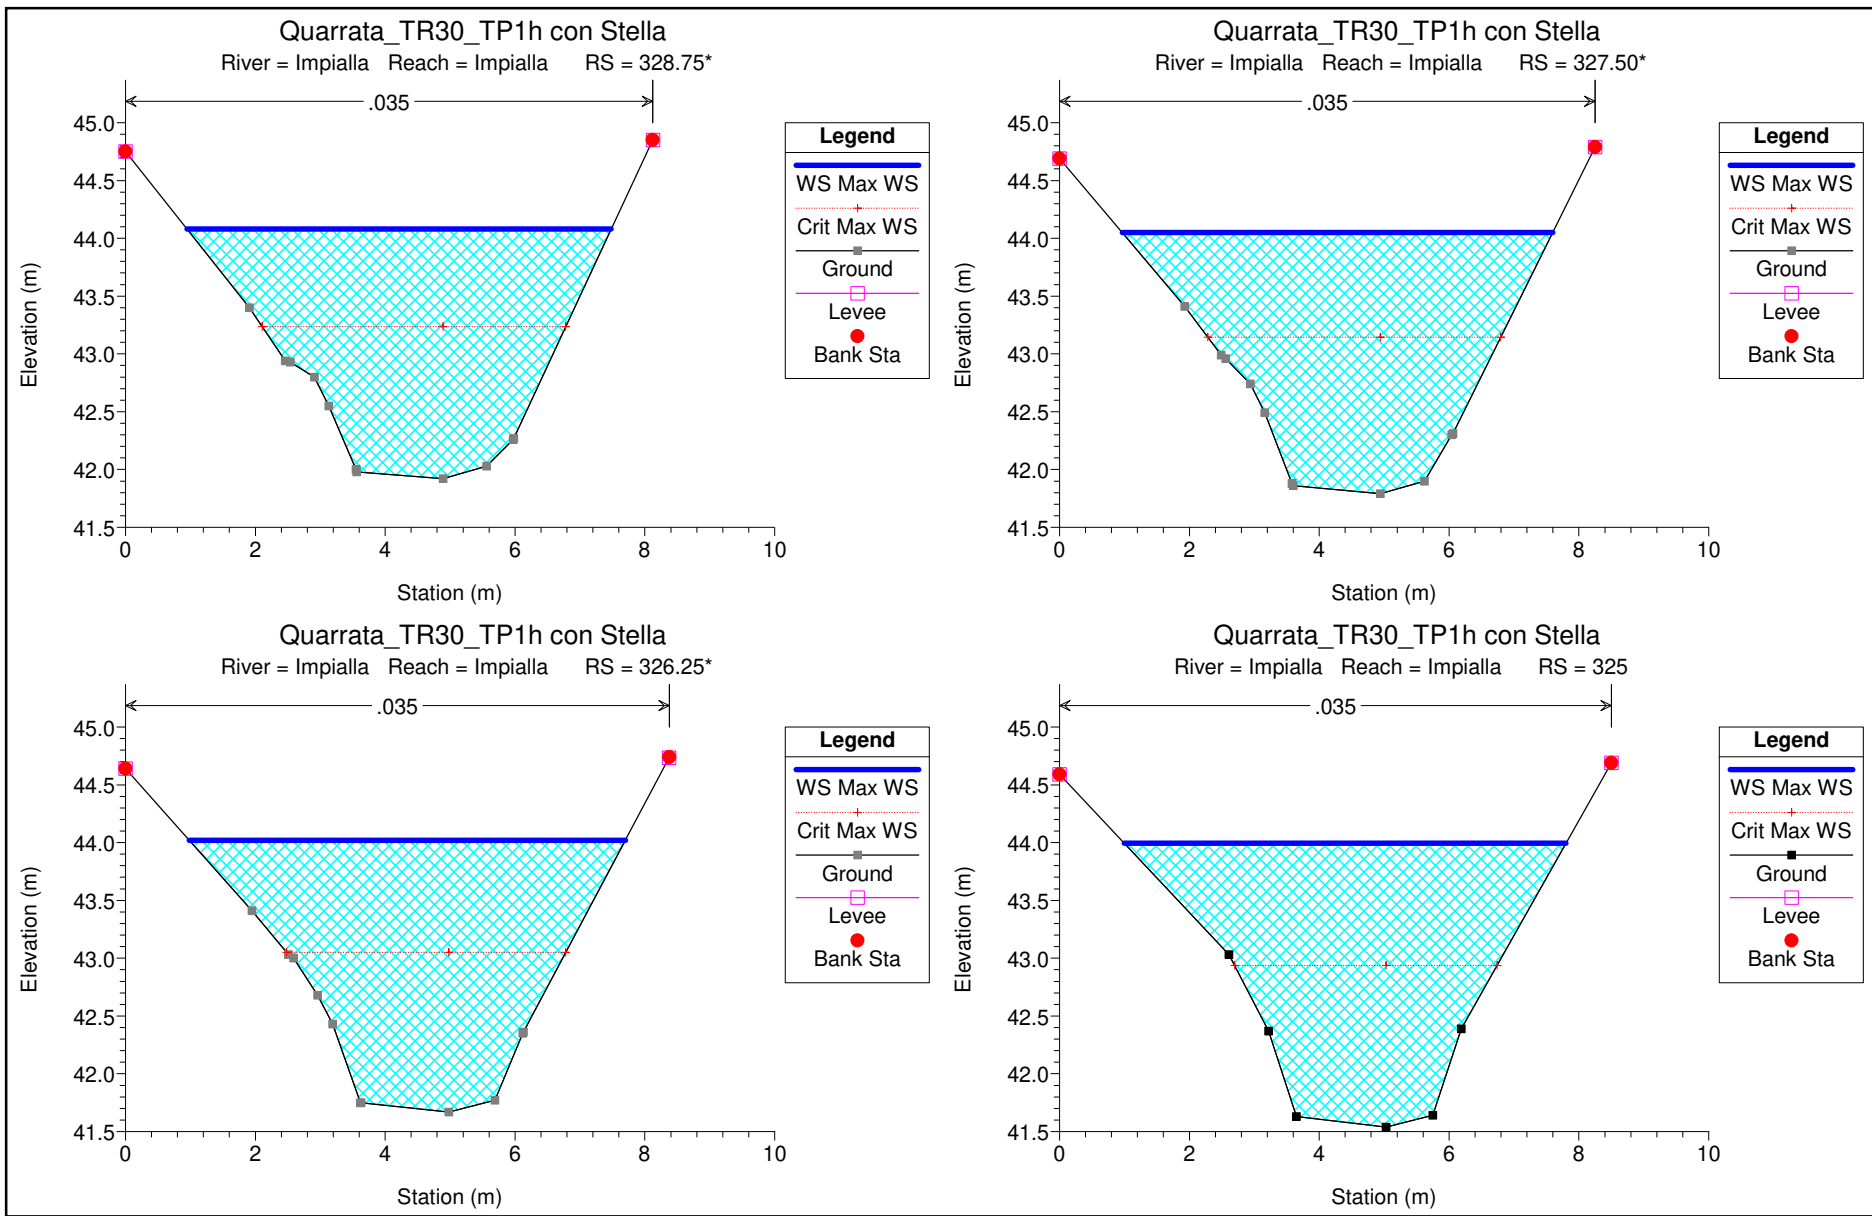 Quarrata_TR30_TP1h con Stella
River = Impialla   Reach = Impialla   RS = 328.75*
.035
45.0
44.5
44.0
43.5
43.0
42.5
42.0
41.5
Elevation (m)
0 2 4 6 8 10
Station (m)
Legend
WS Max WS
Crit Max WS
Ground
Levee
Bank Sta
Quarrata_TR30_TP1h con Stella
River = Impialla   Reach = Impialla   RS = 327.50*
.035
45.0
44.5
44.0
43.5
43.0
42.5
42.0
41.5
Elevation (m)
0 2 4 6 8 10
Station (m)
Legend
WS Max WS
Crit Max WS
Ground
Levee
Bank Sta
Quarrata_TR30_TP1h con Stella
River = Impialla   Reach = Impialla   RS = 326.25*
.035
45.0
44.5
44.0
43.5
43.0
42.5
42.0
41.5
Elevation (m)
0 2 4 6 8 10
Station (m)
Legend
WS Max WS
Crit Max WS
Ground
Levee
Bank Sta
Quarrata_TR30_TP1h con Stella
River = Impialla   Reach = Impialla   RS = 325
.035
45.0
44.5
44.0
43.5
43.0
42.5
42.0
41.5
Elevation (m)
0 2 4 6 8 10
Station (m)
Legend
WS Max WS
Crit Max WS
Ground
Levee
Bank Sta